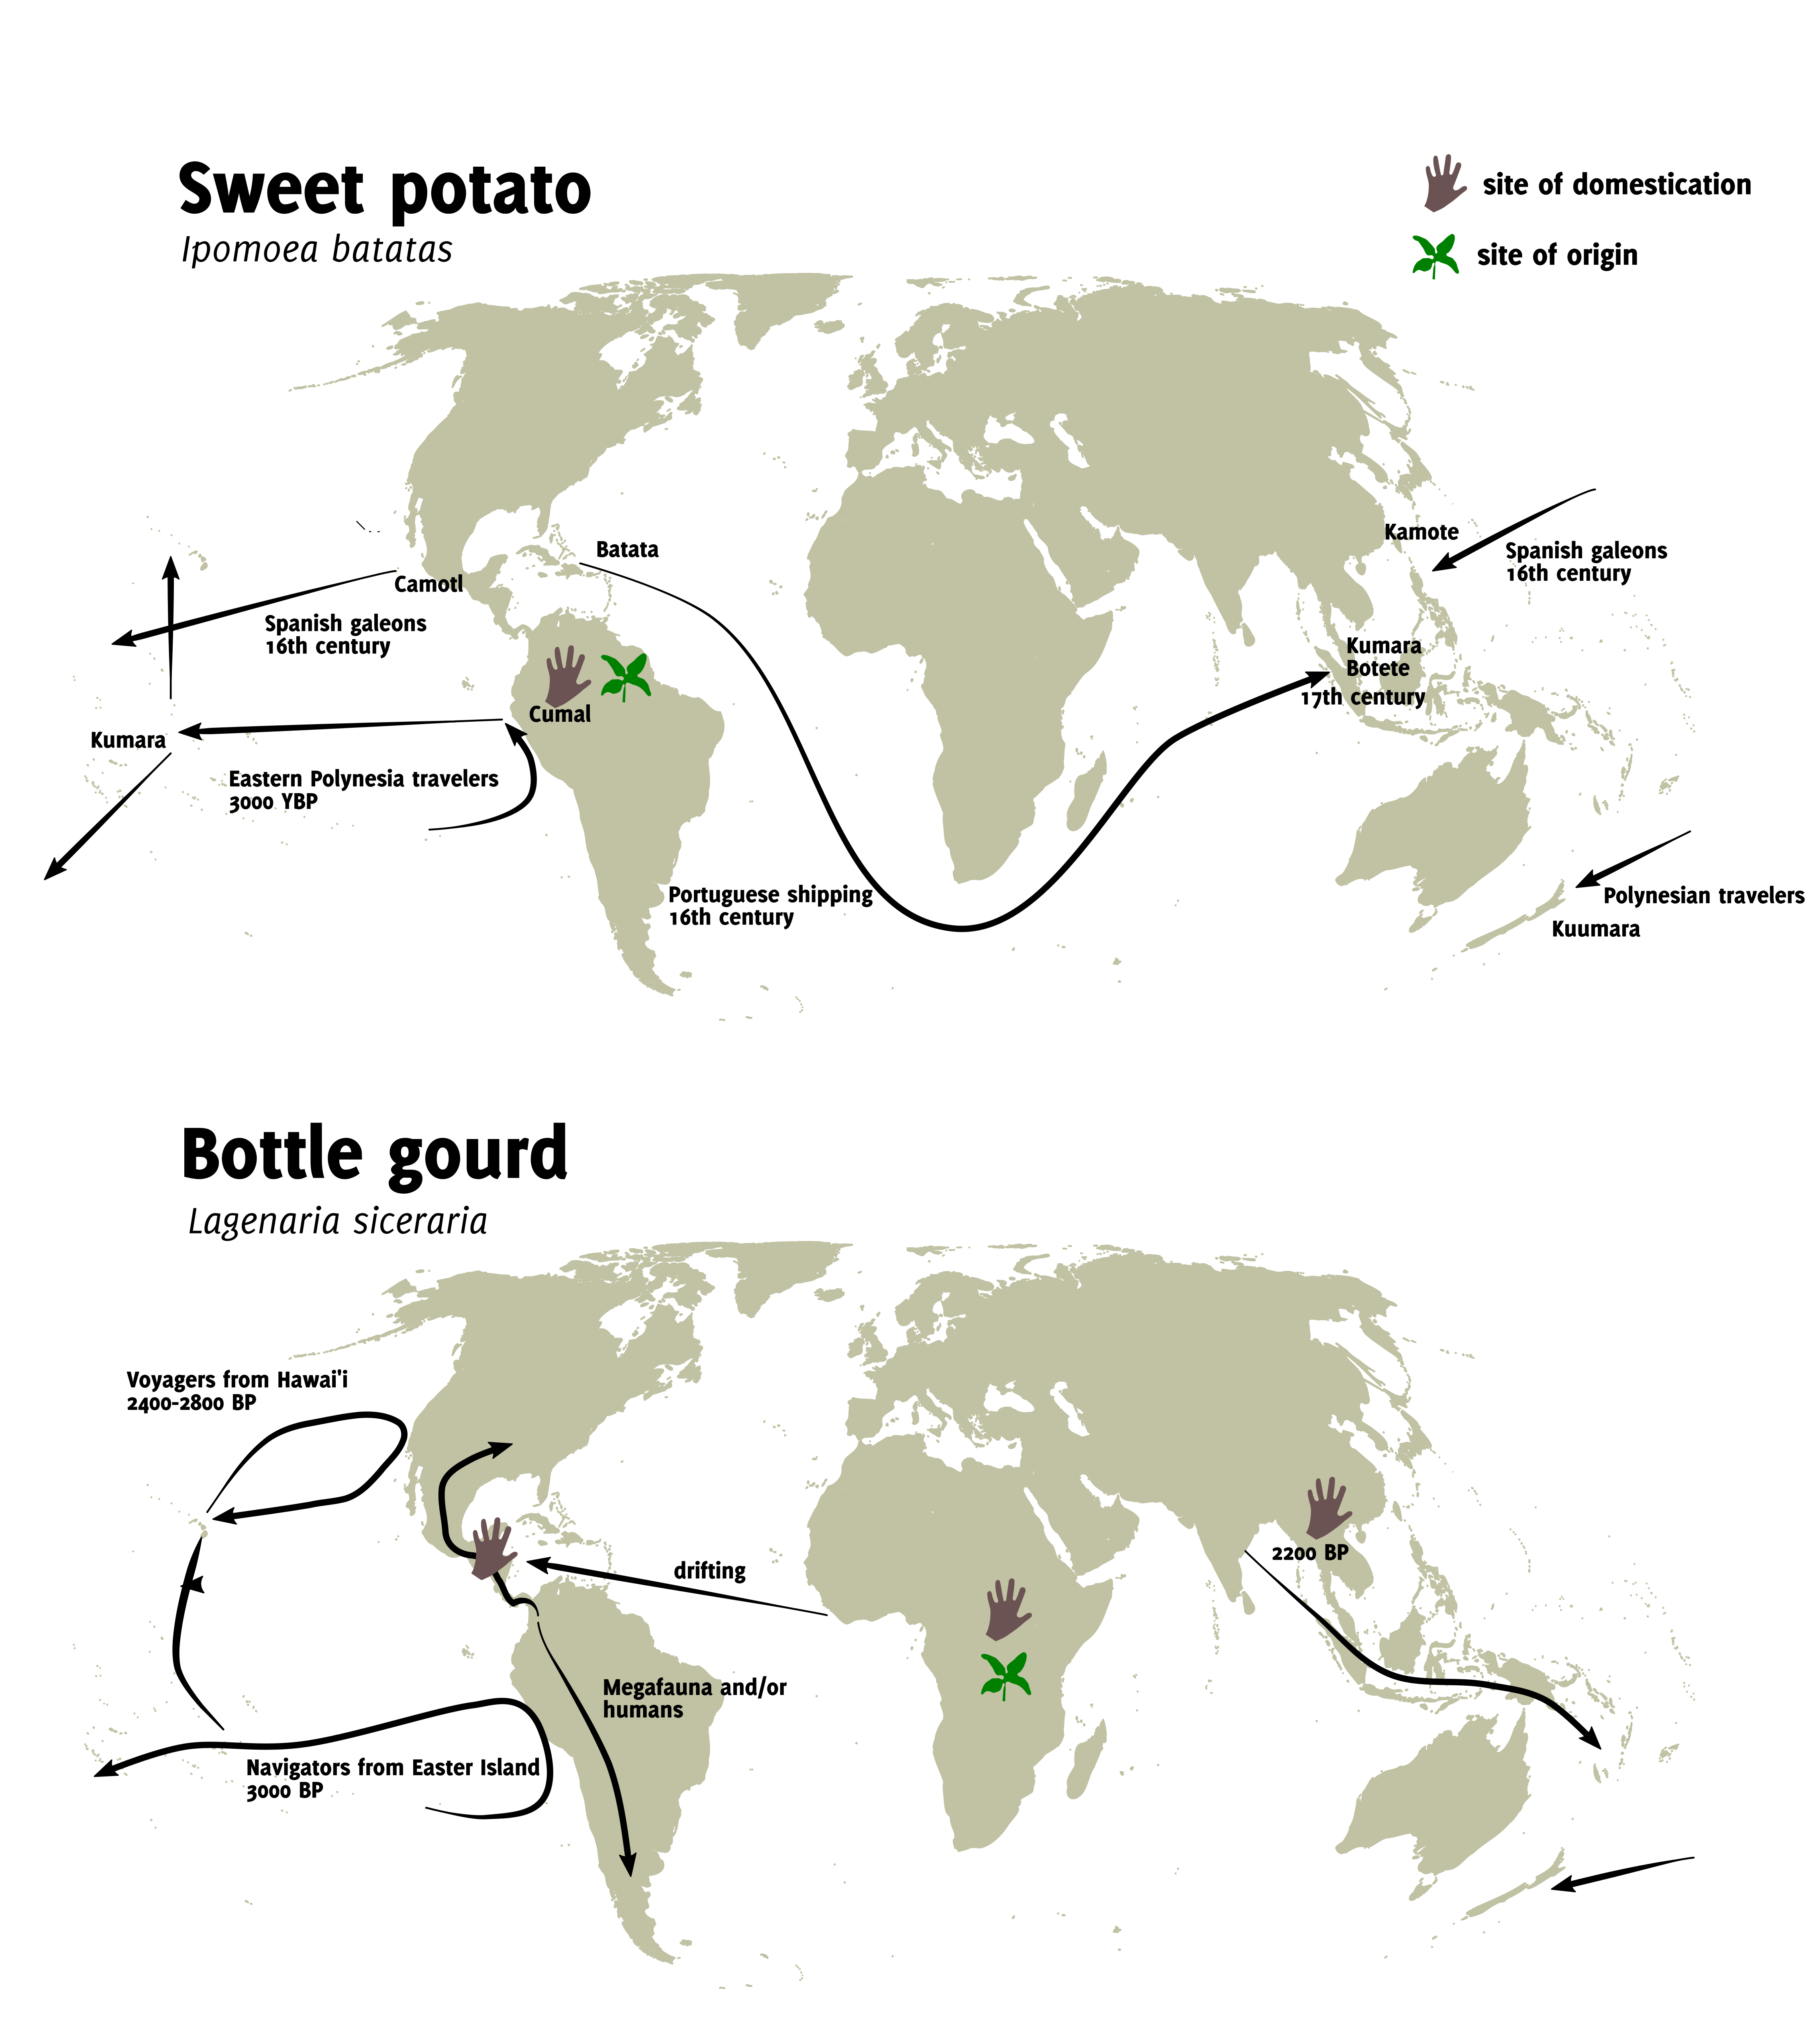 Sweet potato
Ipomoea batatas
site of domestication
site of origin
Batata
Kamote
Spanish galeons
16th century
Camotl
Spanish galeons
16th century
Kumara
Botete
17th century
Cumal
Kumara
Eastern Polynesia travelers
3000 YBP
Portuguese shipping
16th century
Polynesian travelers
Kuumara
Bottle gourd
Lagenaria siceraria
Voyagers from Hawai'i
2400-2800 BP
2200 BP
drifting
Megafauna and/or
humans
Navigators from Easter Island
3000 BP